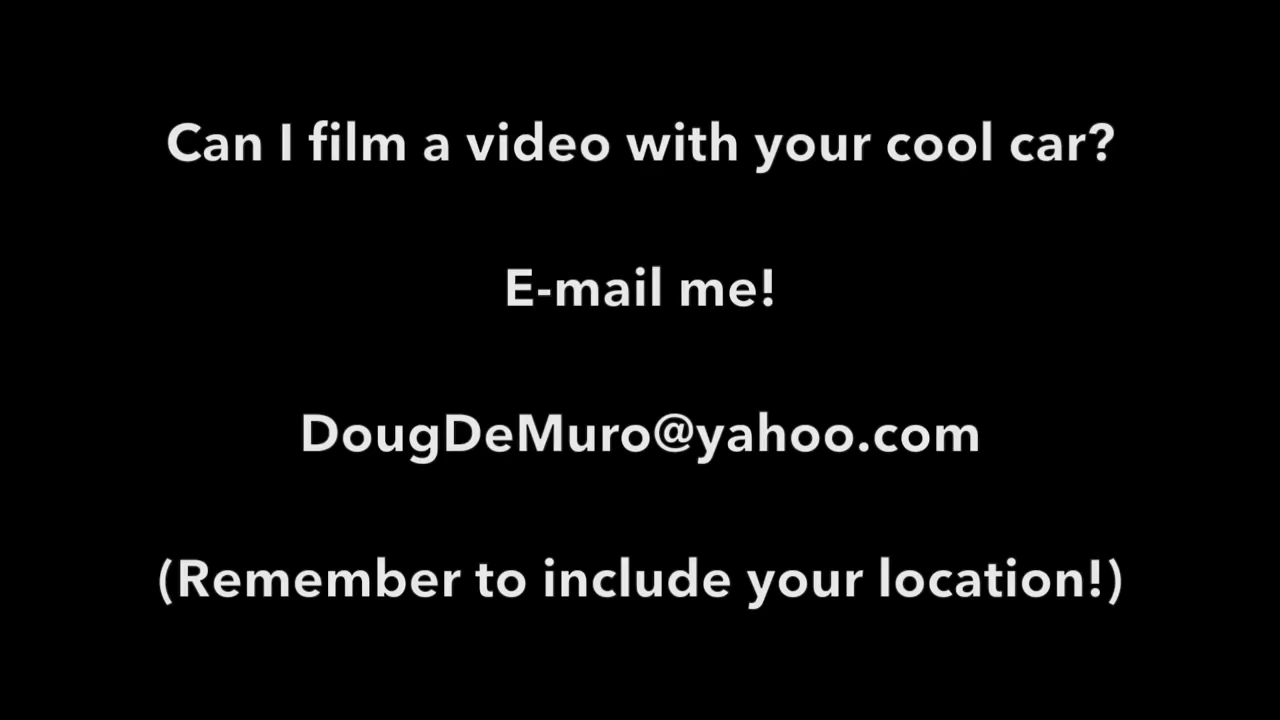 Can I film a video with your cool car?
E-mail me!
DougDeMuro@yahoo.com
(Remember to include your location!)